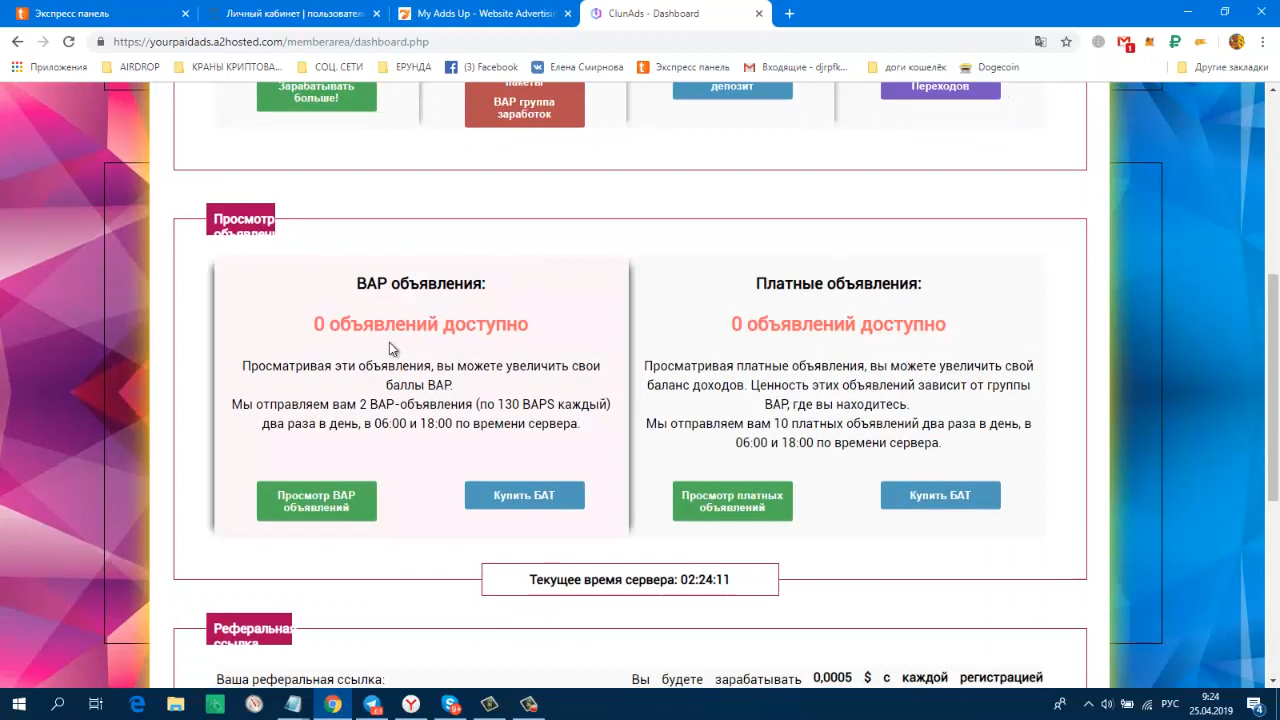 Экспресс панель
Личный кабинет | пользовател
My Adds Up - Website Advertisin
ClunAds - Dashboard
https://yourpaidads.a2hosted.com/memberarea/dashboard.php
1
Приложения
AIRDROP
КРАНЫ КРИПТОВА...
СОЦ. СЕТИ
ЕРУНДА
(3) Facebook
Елена Смирнова
Экспресс панель
Входящие - djrpfk...
доги кошелёк
Dogecoin
Другие закладки
Зарабатывать
больше!
пакеты
BAP группа
заработок
депозит
Переходов
Просмотр
объявлени
BAP объявления:
0 объявлений доступно
Просматривая эти объявления, вы можете увеличить свои
баллы BAP.
Мы отправляем вам 2 BAP-объявления (по 130 BAPS каждый)
два раза в день, в 06:00 и 18:00 по времени сервера.
Просмотр BAP
объявлений
Купить БАТ
Платные объявления:
0 объявлений доступно
Просматривая платные объявления, вы можете увеличить свой
баланс доходов. Ценность этих объявлений зависит от группы
BAP, где вы находитесь.
Мы отправляем вам 10 платных объявлений два раза в день, в
06:00 и 18:00 по времени сервера.
Просмотр платных
объявлений
Купить БАТ
Текущее время сервера: 02:24:11
Реферальная
ссылка
Ваша реферальная ссылка:
Вы будете зарабатывать 0,0005 $ с каждой регистрацией
РУС
9:24
25.04.2019
4